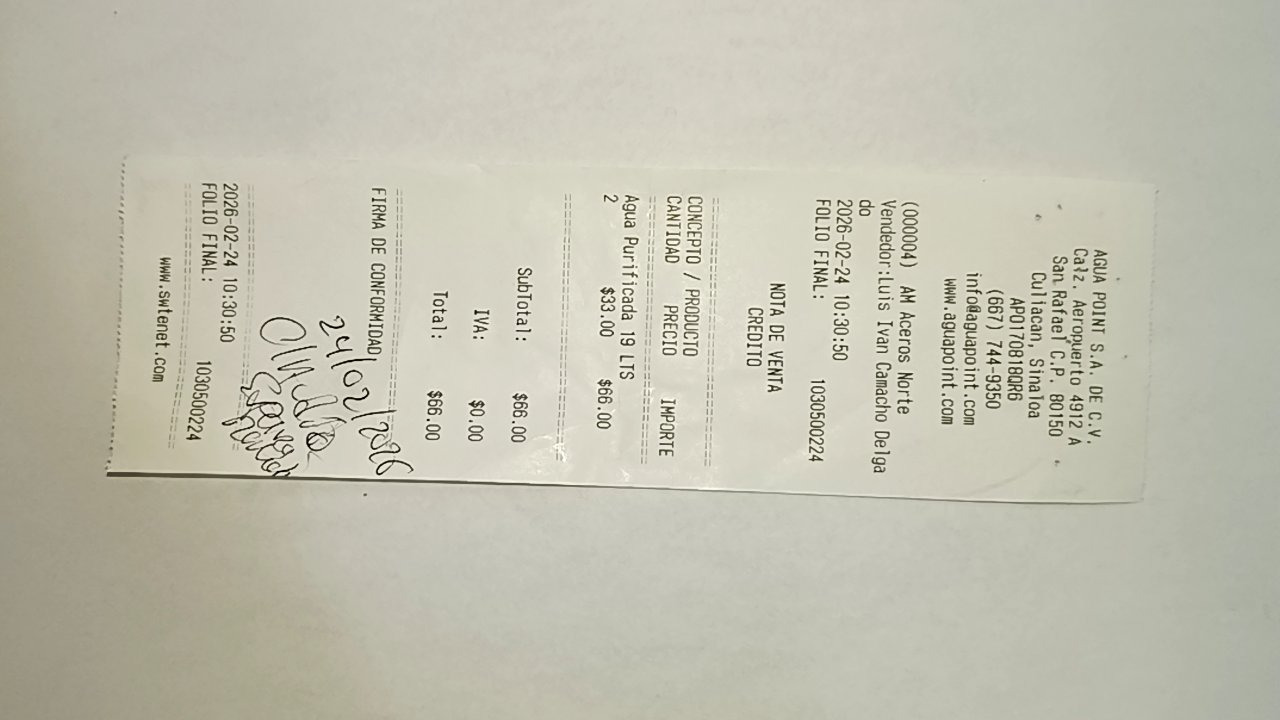 AGUA POINT S.A. DE C.V.
Calz. Aeropuerto 4912 A
San Rafael C.P. 80150
Culiacan, Sinaloa
APO170818QR6
(667) 744-9350
info@aguapoint.com
www.aguapoint.com
(000004) AM Aceros Norte
Vendedor:Luis Ivan Camacho Delga
do
2026-02-24 10:30:50
FOLIO FINAL: 1030500224
NOTA DE VENTA
CREDITO
CONCEPTO / PRODUCTO
CANTIDAD PRECIO IMPORTE
Agua Purificada 19 LTS
2 $33.00 $66.00
SubTotal: $66.00
IVA: $0.00
Total: $66.00
FIRMA DE CONFORMIDAD
24/02/2026
2026-02-24 10:30:50
FOLIO FINAL: 1030500224
www.swtenet.com